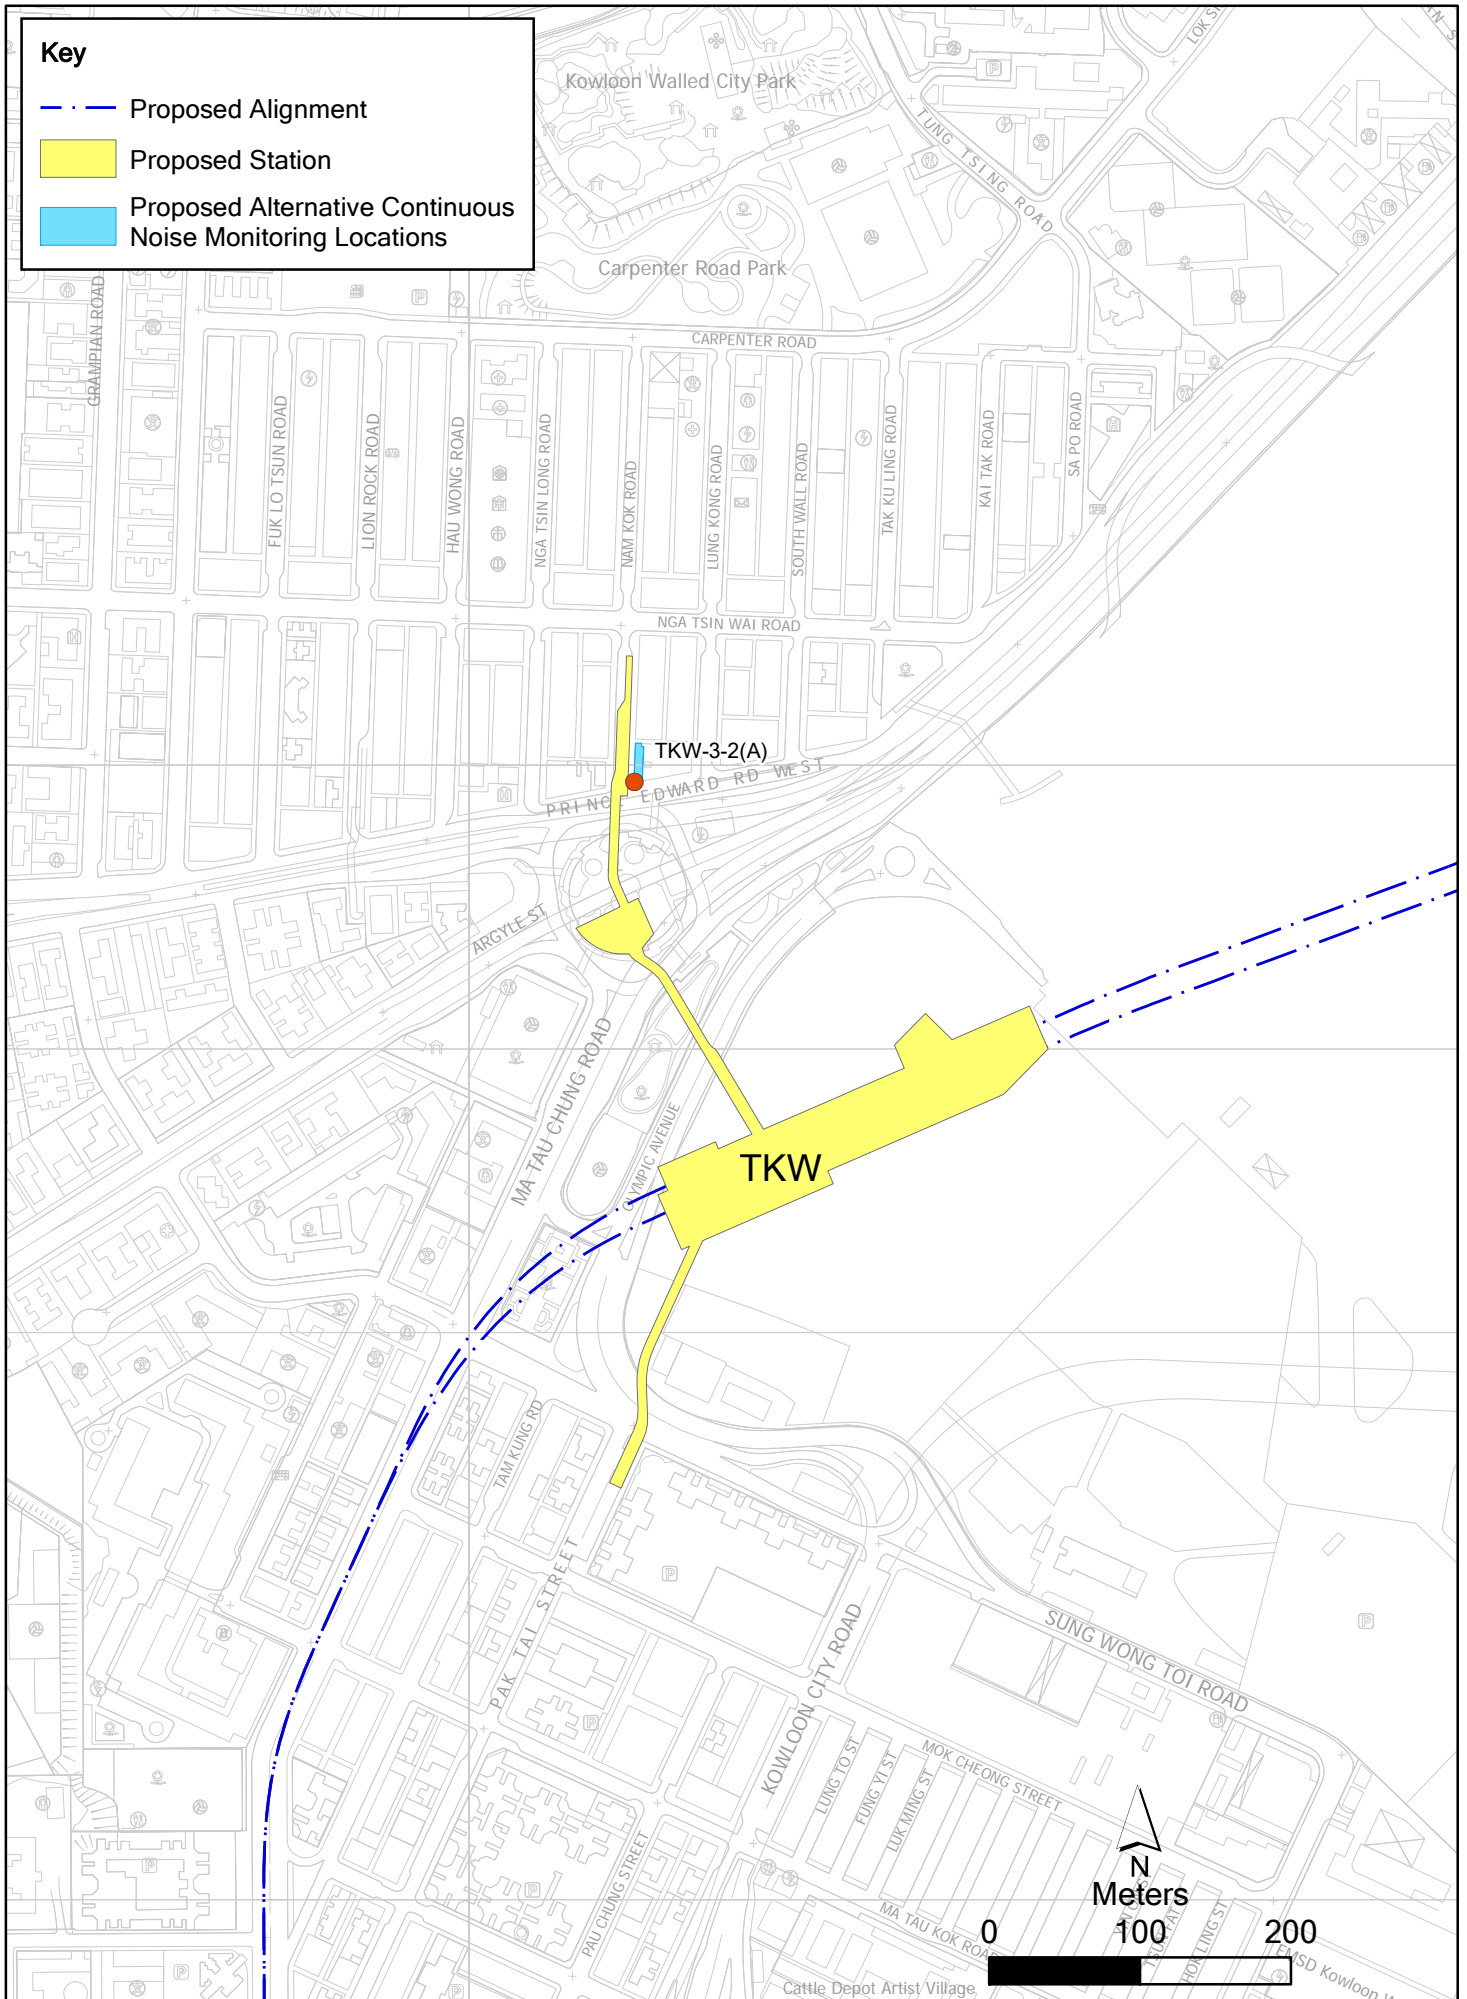 Key
Proposed Alignment
Proposed Station
Proposed Alternative Continuous
Noise Monitoring Locations
Kowloon Walled City Park
TUNG TSING ROAD
Carpenter Road Park
CARPENTER ROAD
GRAMPIAN ROAD
FUK LO TSUN ROAD
LION ROCK ROAD
HAU WONG ROAD
NGA TSIN LONG ROAD
NAM KOK ROAD
LUNG KONG ROAD
SOUTH WALL ROAD
TAK KU LING ROAD
KAI TAK ROAD
SA PO ROAD
NGA TSIN WAI ROAD
TKW-3-2(A)
PRINCE EDWARD RD WEST
ARGYLE ST
MA TAU CHUNG ROAD
OLYMPIC AVENUE
TKW
TAM KUNG RD
PAK TAI STREET
KOWLOON CITY ROAD
SUNG WONG TOI ROAD
LUNG TO ST
FUNG YI ST
LUK MING ST
MOK CHEONG STREET
PAU CHUNG STREET
MA TAU KOK ROAD
HOK LING ST
Cattle Depot Artist Village
EMSD Kowloon
N
Meters
0 100 200